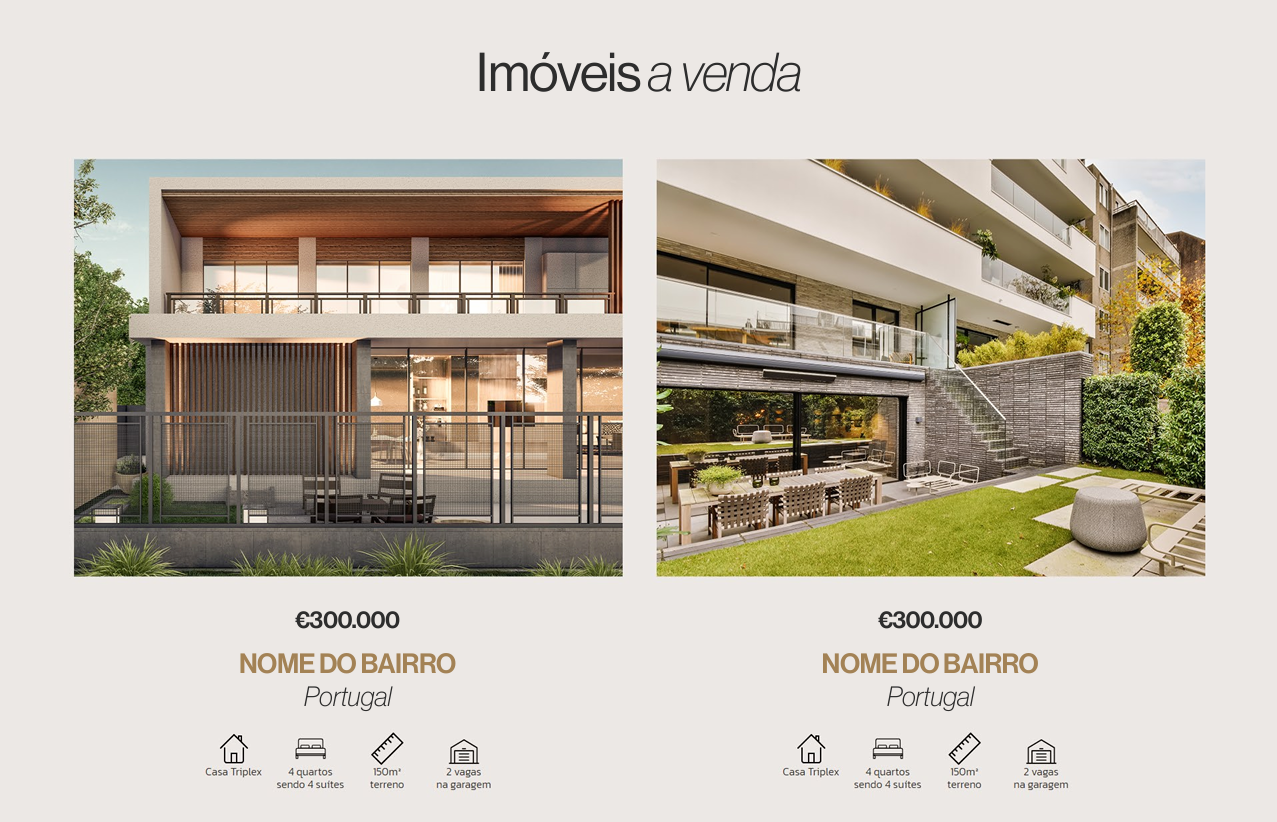 Imóveis a venda
€300.000
NOME DO BAIRRO
Portugal
Casa Triplex
4 quartos
sendo 4 suítes
150m²
terreno
2 vagas
na garagem
€300.000
NOME DO BAIRRO
Portugal
Casa Triplex
4 quartos
sendo 4 suítes
150m²
terreno
2 vagas
na garagem